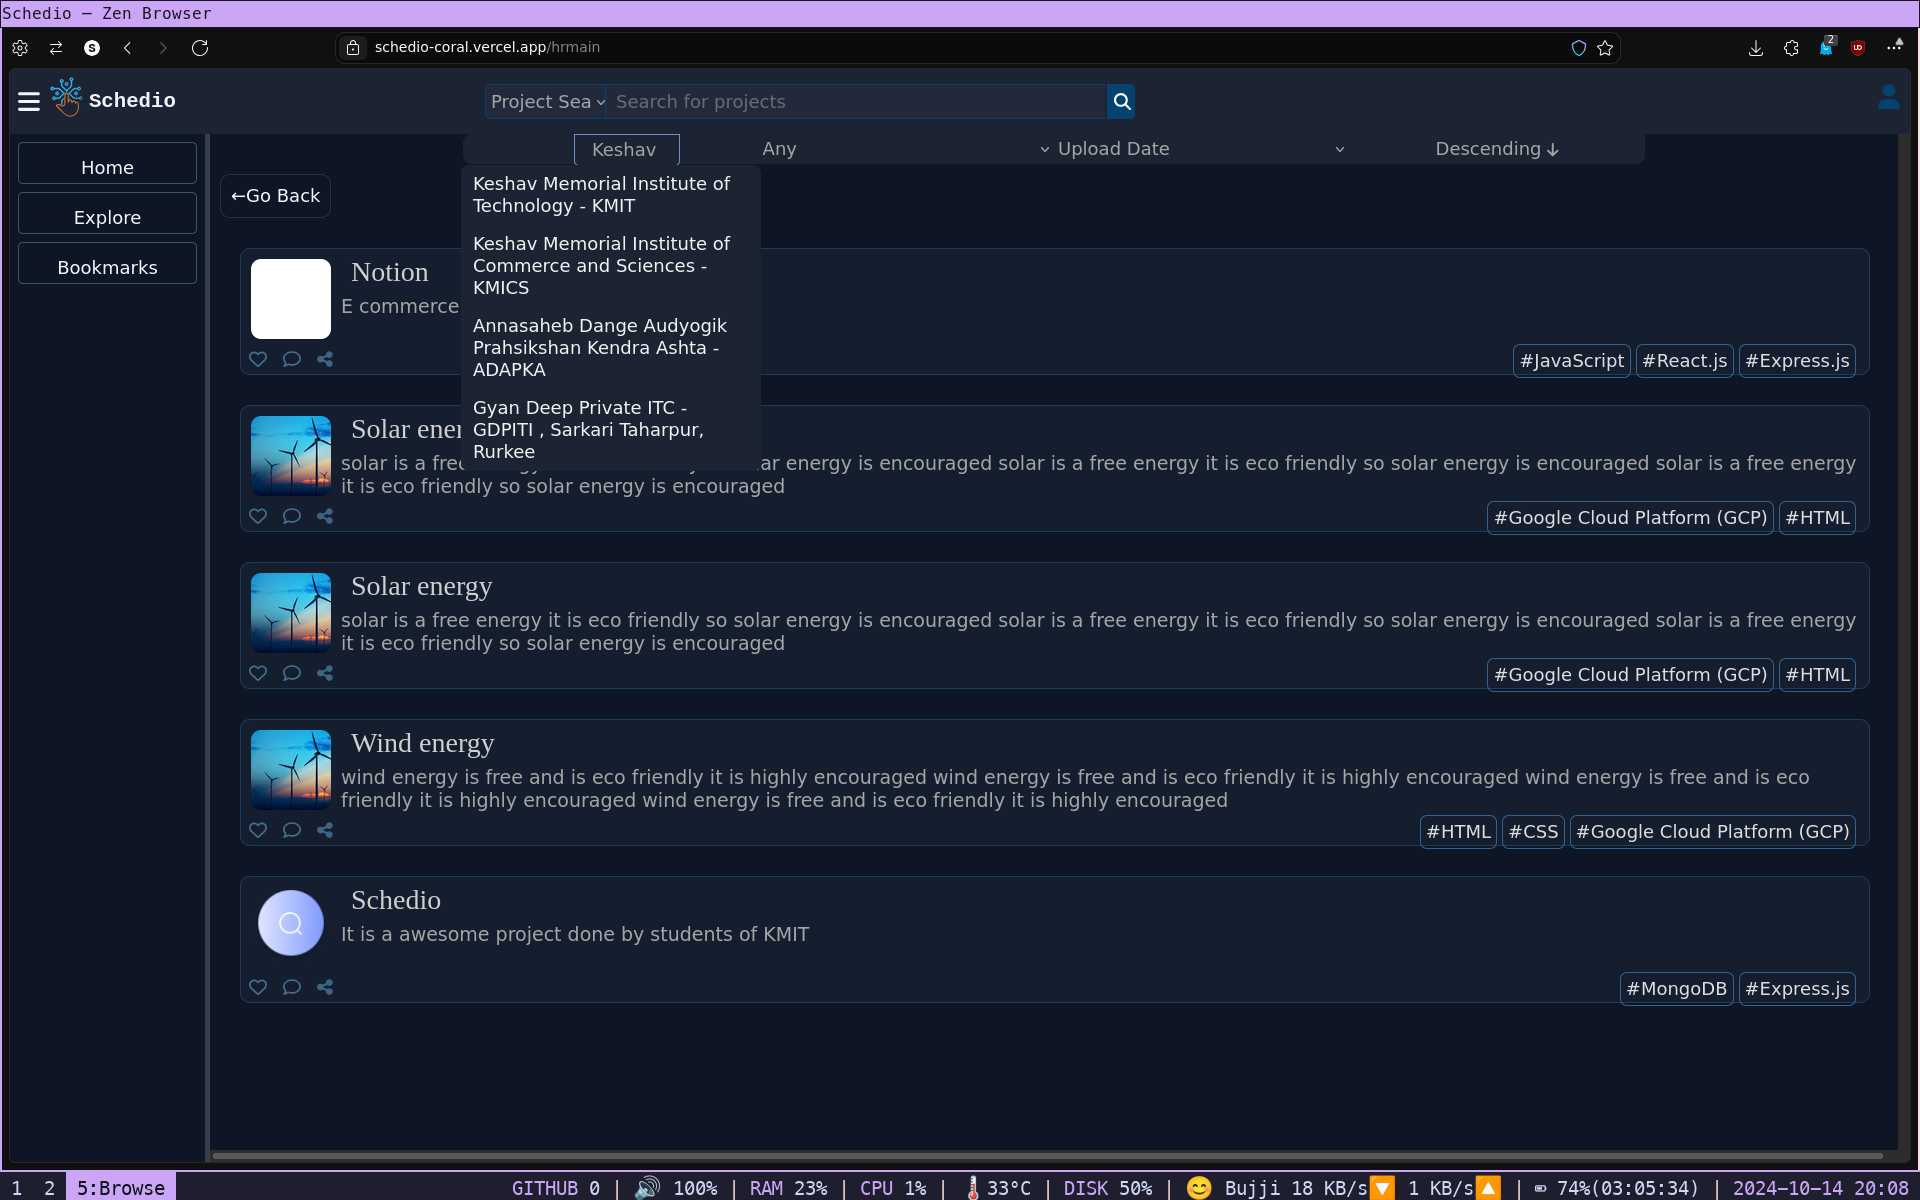 Schedio — Zen Browser
schedio-coral.vercel.app/hrmain
2
Schedio
Project Sea
Search for projects
Home
Explore
Bookmarks
Keshav
Any
Upload Date
Descending ↓
←Go Back
Keshav Memorial Institute of
Technology - KMIT
Keshav Memorial Institute of
Commerce and Sciences -
KMICS
Annasaheb Dange Audyogik
Prahsikshan Kendra Ashta -
ADAPKA
Gyan Deep Private ITC -
GDPITI , Sarkari Taharpur,
Rurkee
Notion
E commerce
#JavaScript #React.js #Express.js
Solar ener
solar is a free ar energy is encouraged solar is a free energy it is eco friendly so solar energy is encouraged solar is a free energy
it is eco friendly so solar energy is encouraged
#Google Cloud Platform (GCP) #HTML
Solar energy
solar is a free energy it is eco friendly so solar energy is encouraged solar is a free energy it is eco friendly so solar energy is encouraged solar is a free energy
it is eco friendly so solar energy is encouraged
#Google Cloud Platform (GCP) #HTML
Wind energy
wind energy is free and is eco friendly it is highly encouraged wind energy is free and is eco friendly it is highly encouraged wind energy is free and is eco
friendly it is highly encouraged wind energy is free and is eco friendly it is highly encouraged
#HTML #CSS #Google Cloud Platform (GCP)
Schedio
It is a awesome project done by students of KMIT
#MongoDB #Express.js
1 2 5:Browse
GITHUB 0 | 🔊 100% | RAM 23% | CPU 1% | 🌡33°C | DISK 50% | 😊 Bujji 18 KB/s🔽 1 KB/s🔼 | 74%(03:05:34) | 2024-10-14 20:08